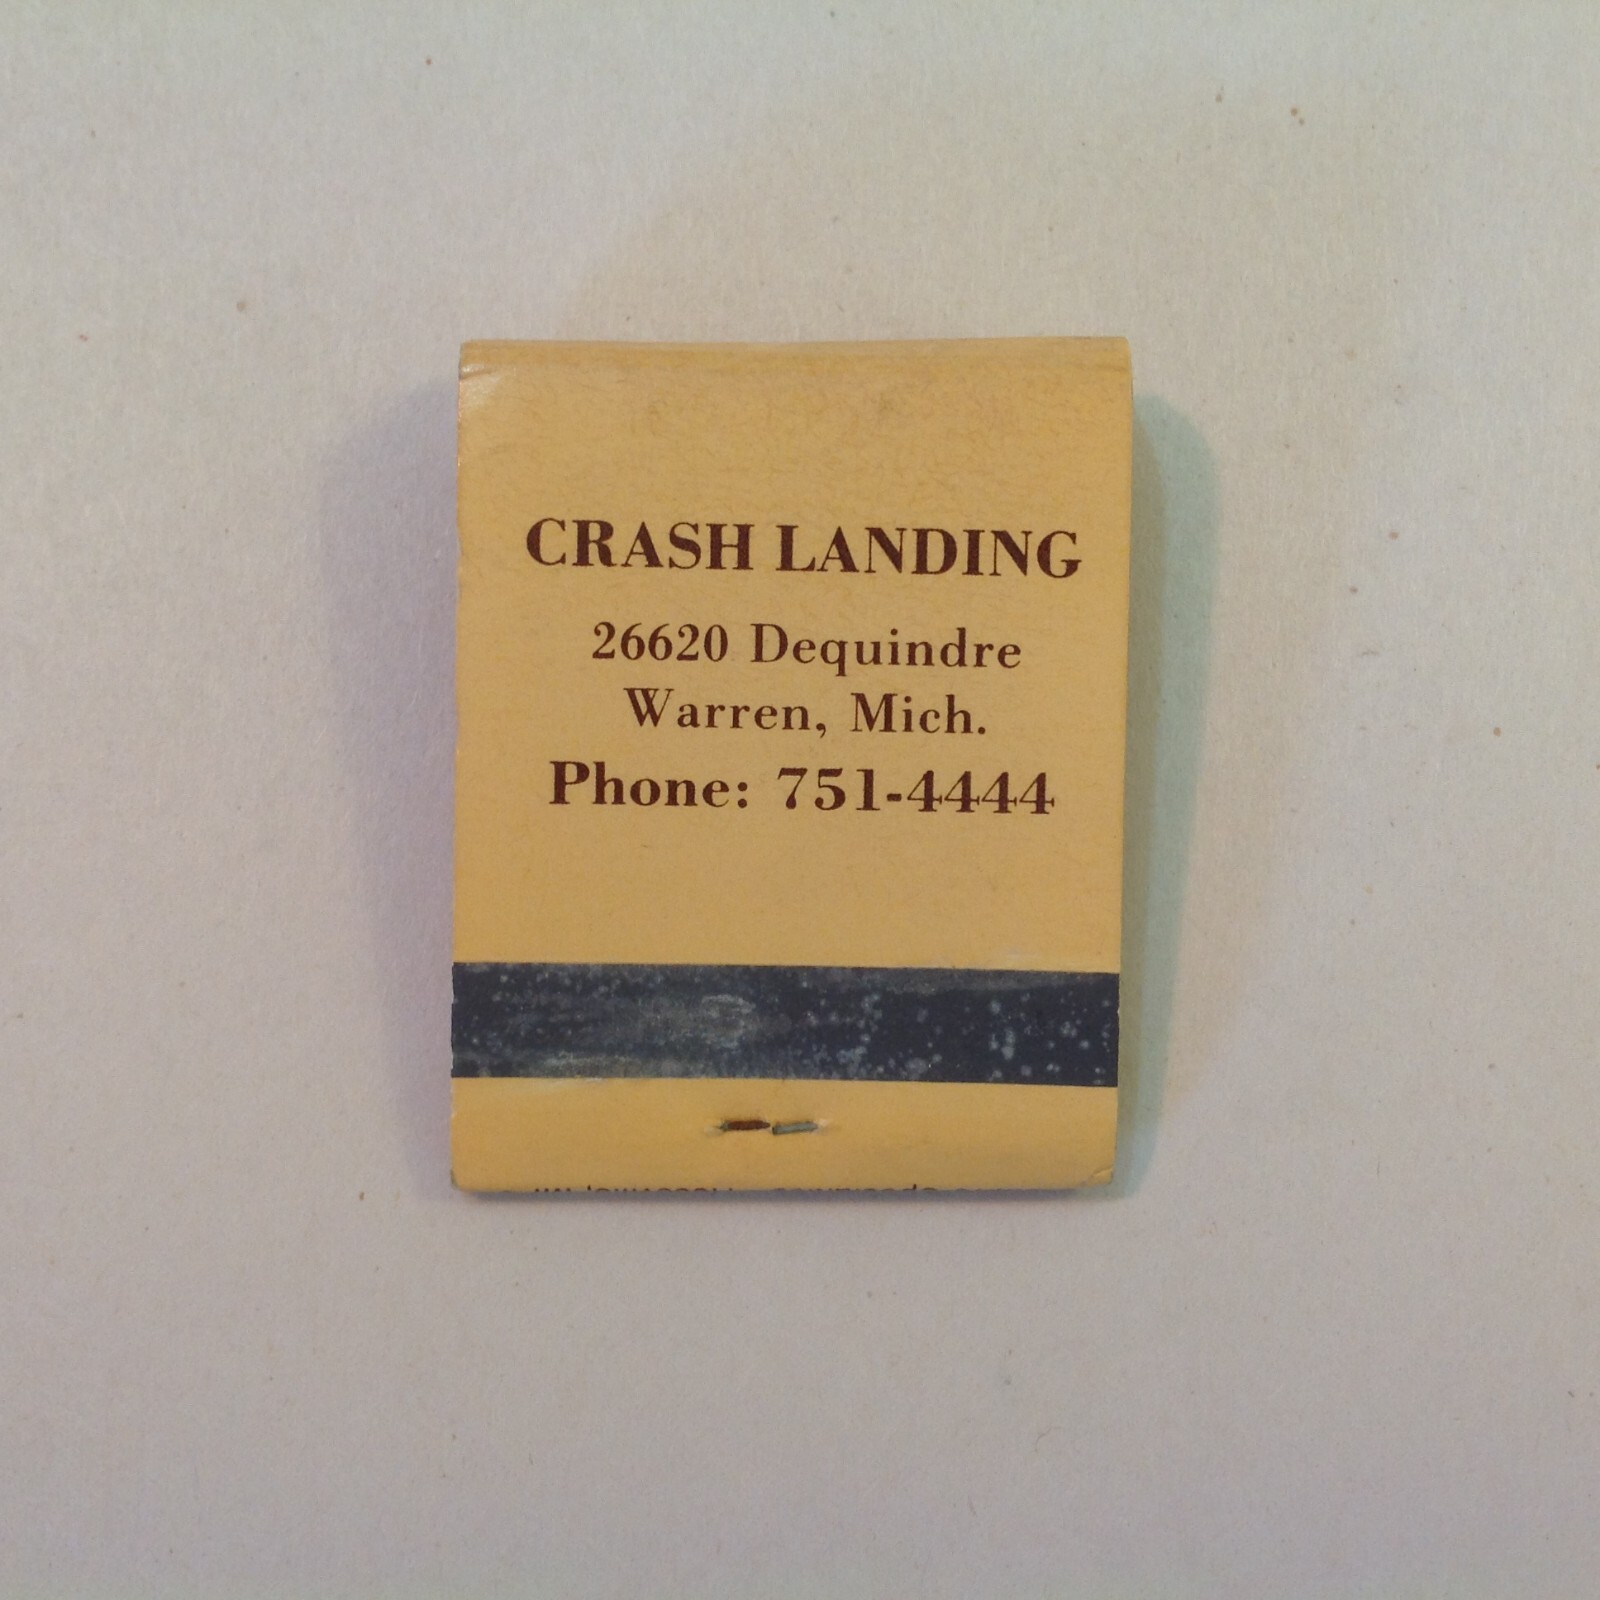 CRASH LANDING
26620 Dequindre
Warren, Mich.
Phone: 751-4444